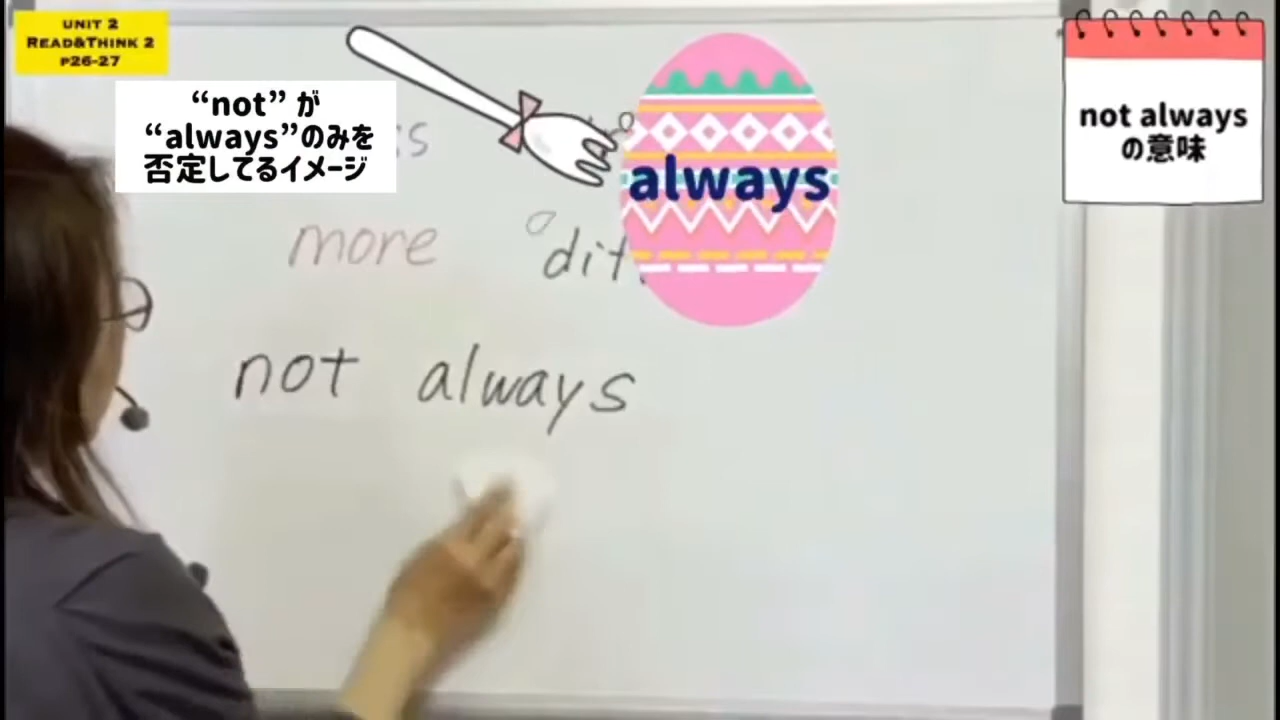 UNIT 2
READ&THINK 2
P26-27
“not” が
“always”のみを
否定してるイメージ
always
not always
の意味
more
not always